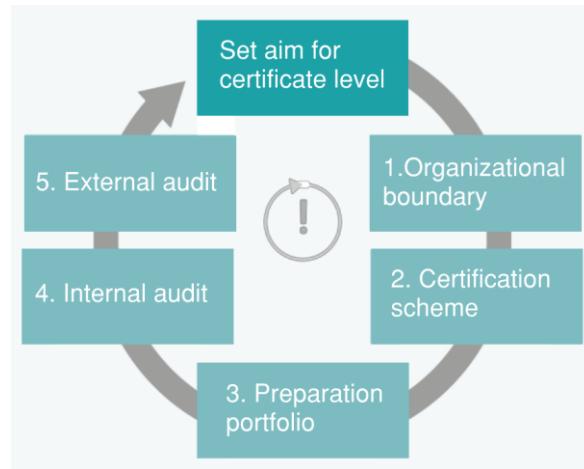 Set aim for
certificate level
1.Organizational
boundary
2. Certification
scheme
3. Preparation
portfolio
4. Internal audit
5. External audit
!